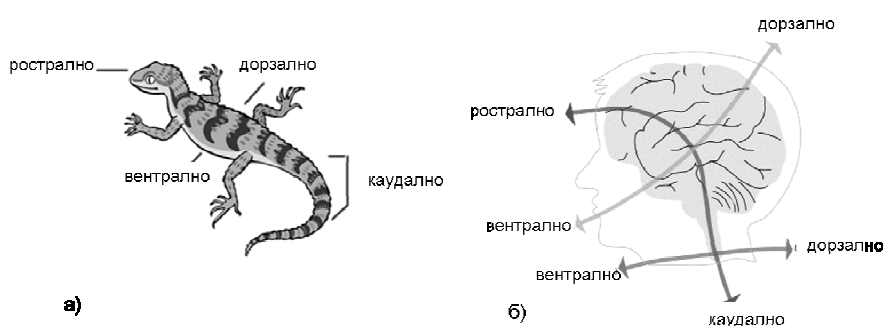 рострално
дорзално
вентрално
каудално
а)
дорзално
рострално
вентрално
дорзално
вентрално
каудално
б)